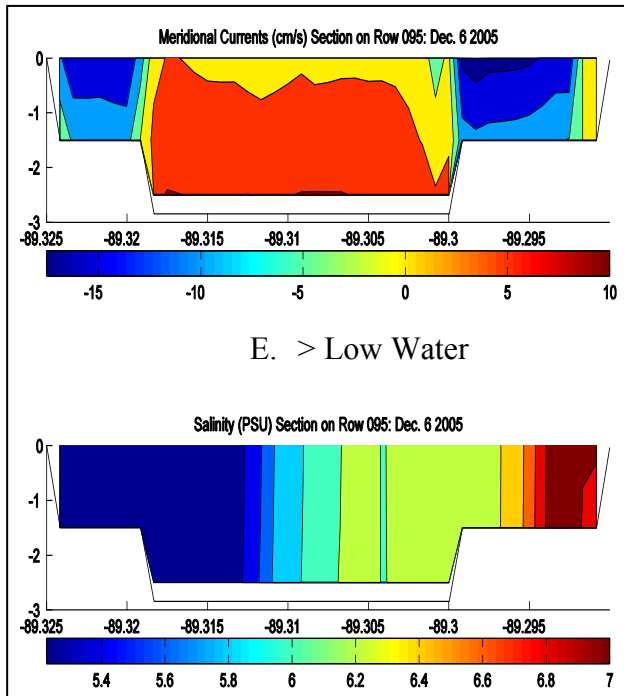 Meridional Currents (cm/s) Section on Row 095: Dec. 6 2005
0
-1
-2
-3
-89.325 -89.32 -89.315 -89.31 -89.305 -89.3 -89.295
-15 -10 -5 0 5 10
E. > Low Water
Salinity (PSU) Section on Row 095: Dec. 6 2005
0
-1
-2
-3
-89.325 -89.32 -89.315 -89.31 -89.305 -89.3 -89.295
5.4 5.6 5.8 6 6.2 6.4 6.6 6.8 7